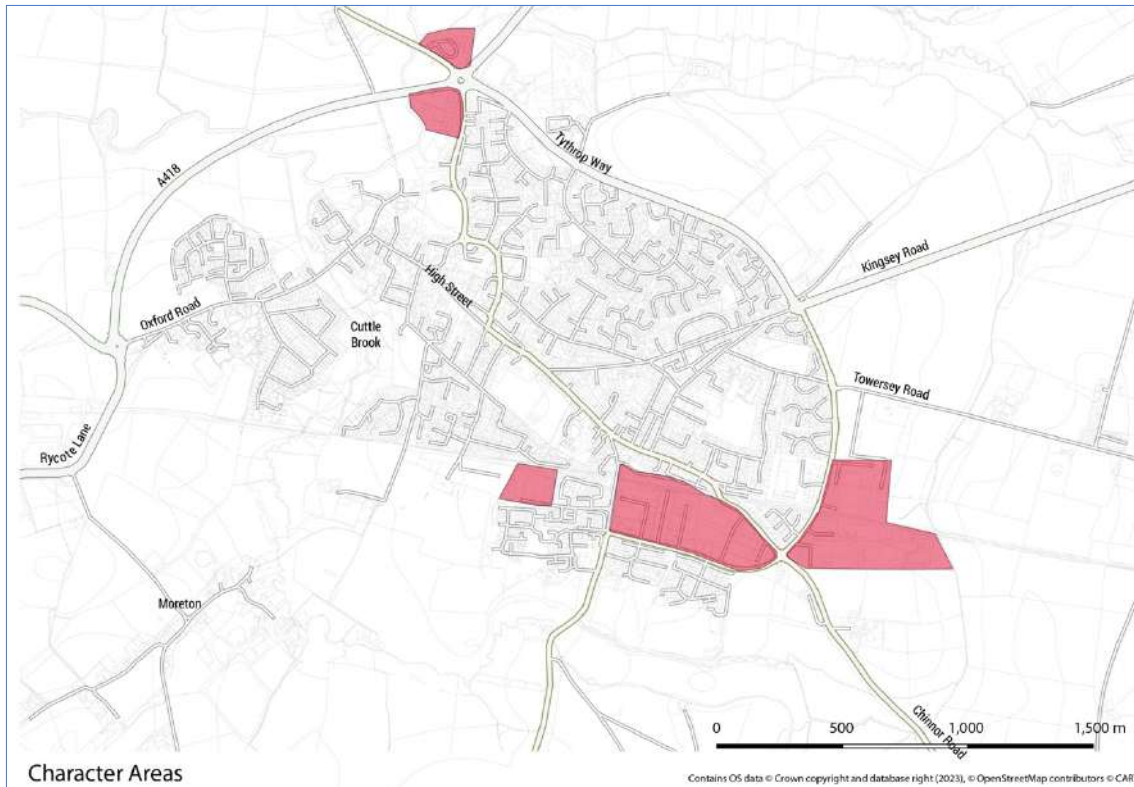 A418
Tythrop Way
Kingsey Road
High Street
Oxford Road
Cuttle
Brook
Towersey Road
Rycote Lane
Moreton
Chinnor Road
0 500 1,000 1,500 m
Character Areas
Contains OS data © Crown copyright and database right (2023), © OpenStreetMap contributors © CAR